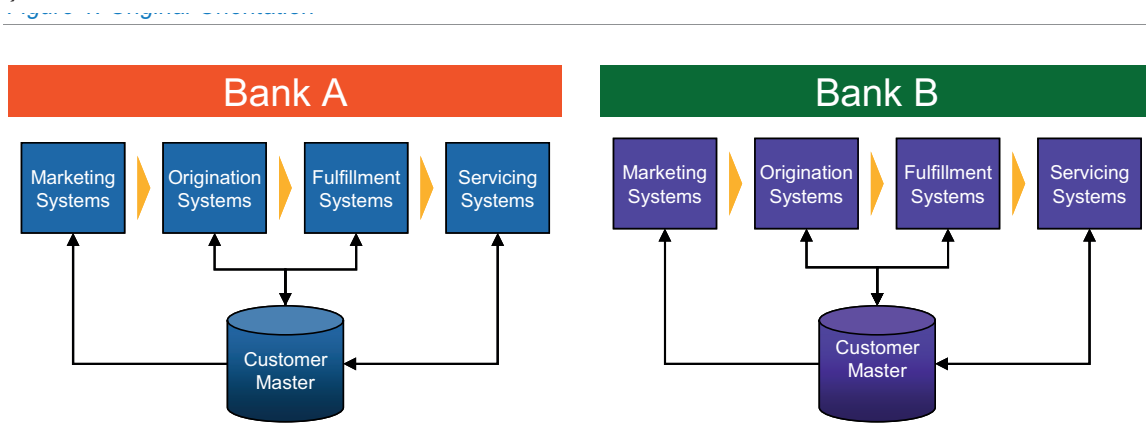 Bank A
Bank B
Marketing
Systems
Origination
Systems
Fulfillment
Systems
Servicing
Systems
Customer
Master
Marketing
Systems
Origination
Systems
Fulfillment
Systems
Servicing
Systems
Customer
Master